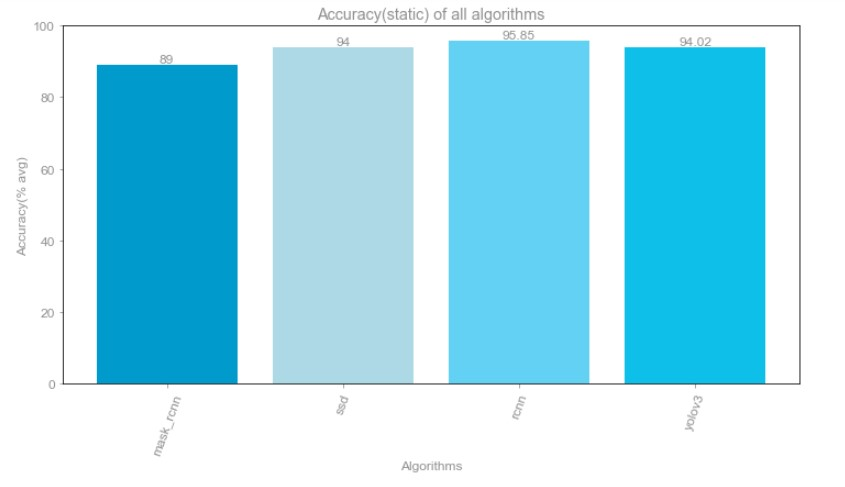 Accuracy(static) of all algorithms
100
80
60
40
20
0
Accuracy(% avg)
89
94
95.85
94.02
mask_rcnn
ssd
rcnn
yolov3
Algorithms